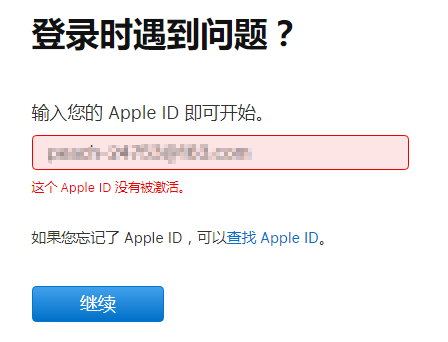 登录时遇到问题？
输入您的 Apple ID 即可开始。
这个 Apple ID 没有被激活。
如果您忘记了 Apple ID，可以查找 Apple ID。
继续